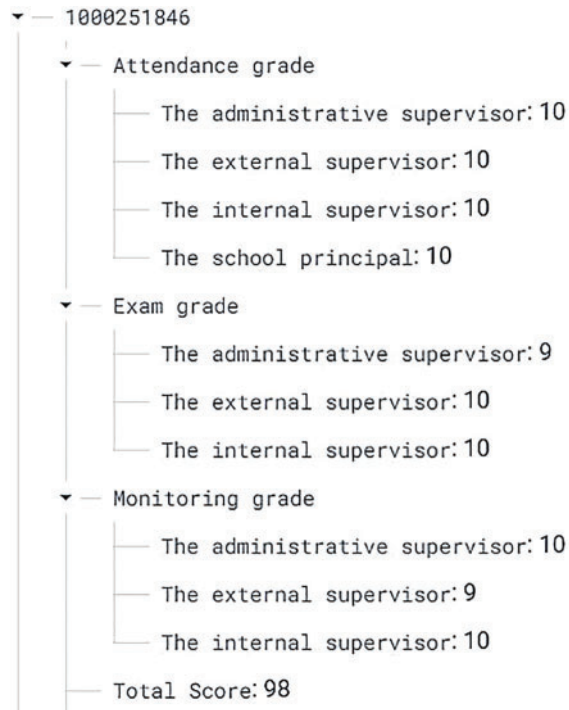 1000251846
Attendance grade
The administrative supervisor: 10
The external supervisor: 10
The internal supervisor: 10
The school principal: 10
Exam grade
The administrative supervisor: 9
The external supervisor: 10
The internal supervisor: 10
Monitoring grade
The administrative supervisor: 10
The external supervisor: 9
The internal supervisor: 10
Total Score: 98